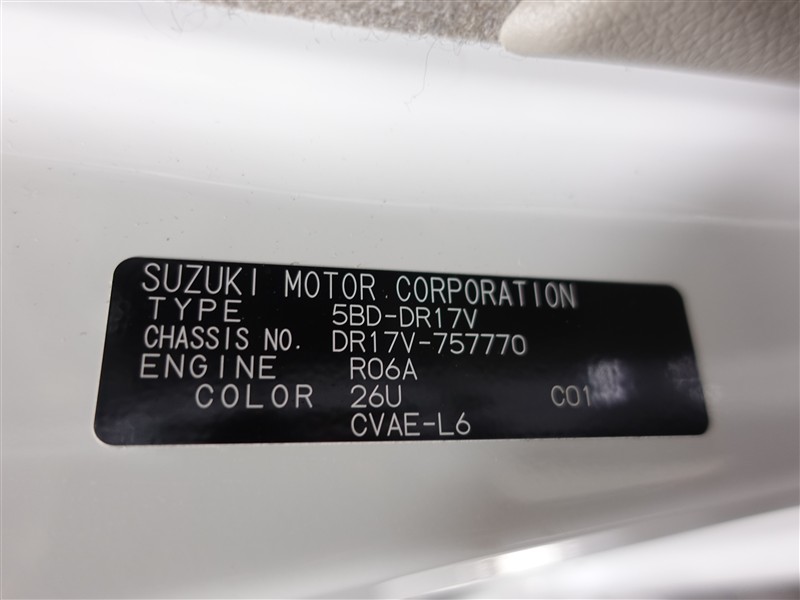 SUZUKI MOTOR CORPORATION
TYPE 5BD-DR17V
CHASSIS NO. DR17V-757770
ENGINE R06A
COLOR 26U C01
CVAE-L6